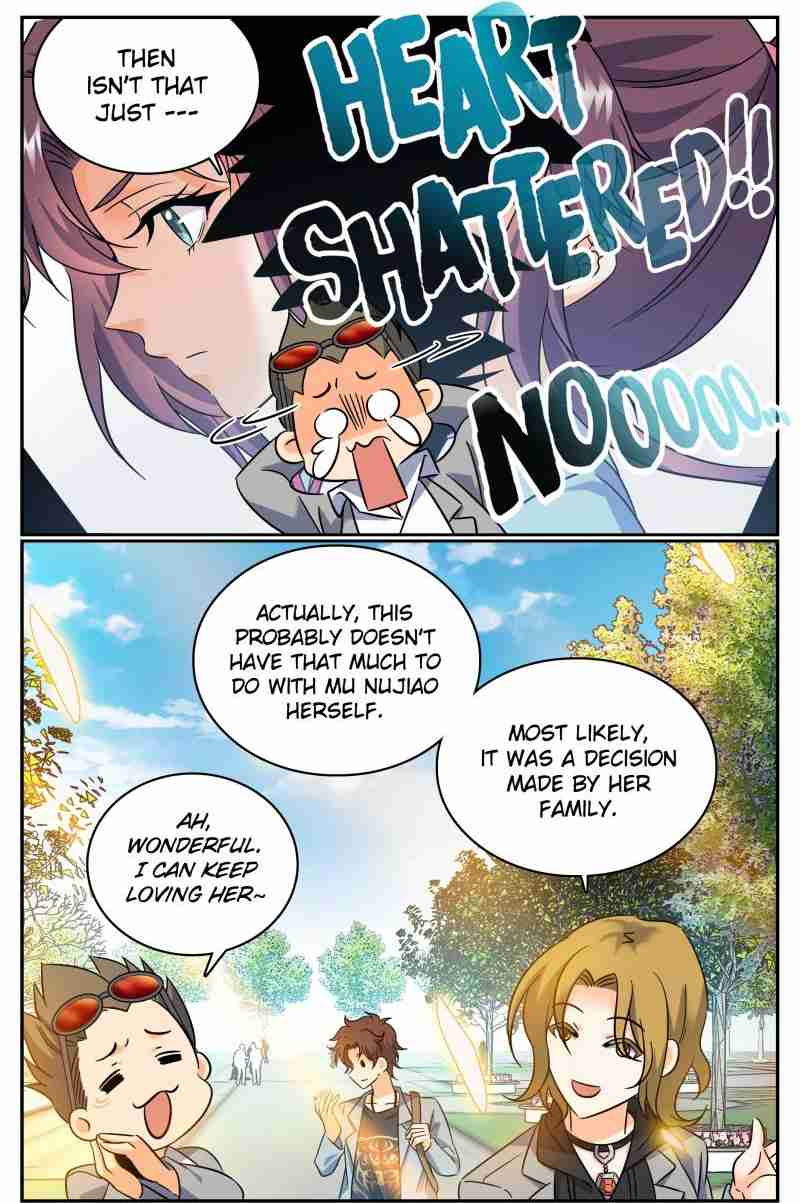 THEN
ISN'T THAT
JUST ---
HEART
SHATTERED!!
NOOOOO...
ACTUALLY, THIS
PROBABLY DOESN'T
HAVE THAT MUCH TO
DO WITH MU NUJIAO
HERSELF.
MOST LIKELY,
IT WAS A DECISION
MADE BY HER
FAMILY.
AH,
WONDERFUL.
I CAN KEEP
LOVING HER~